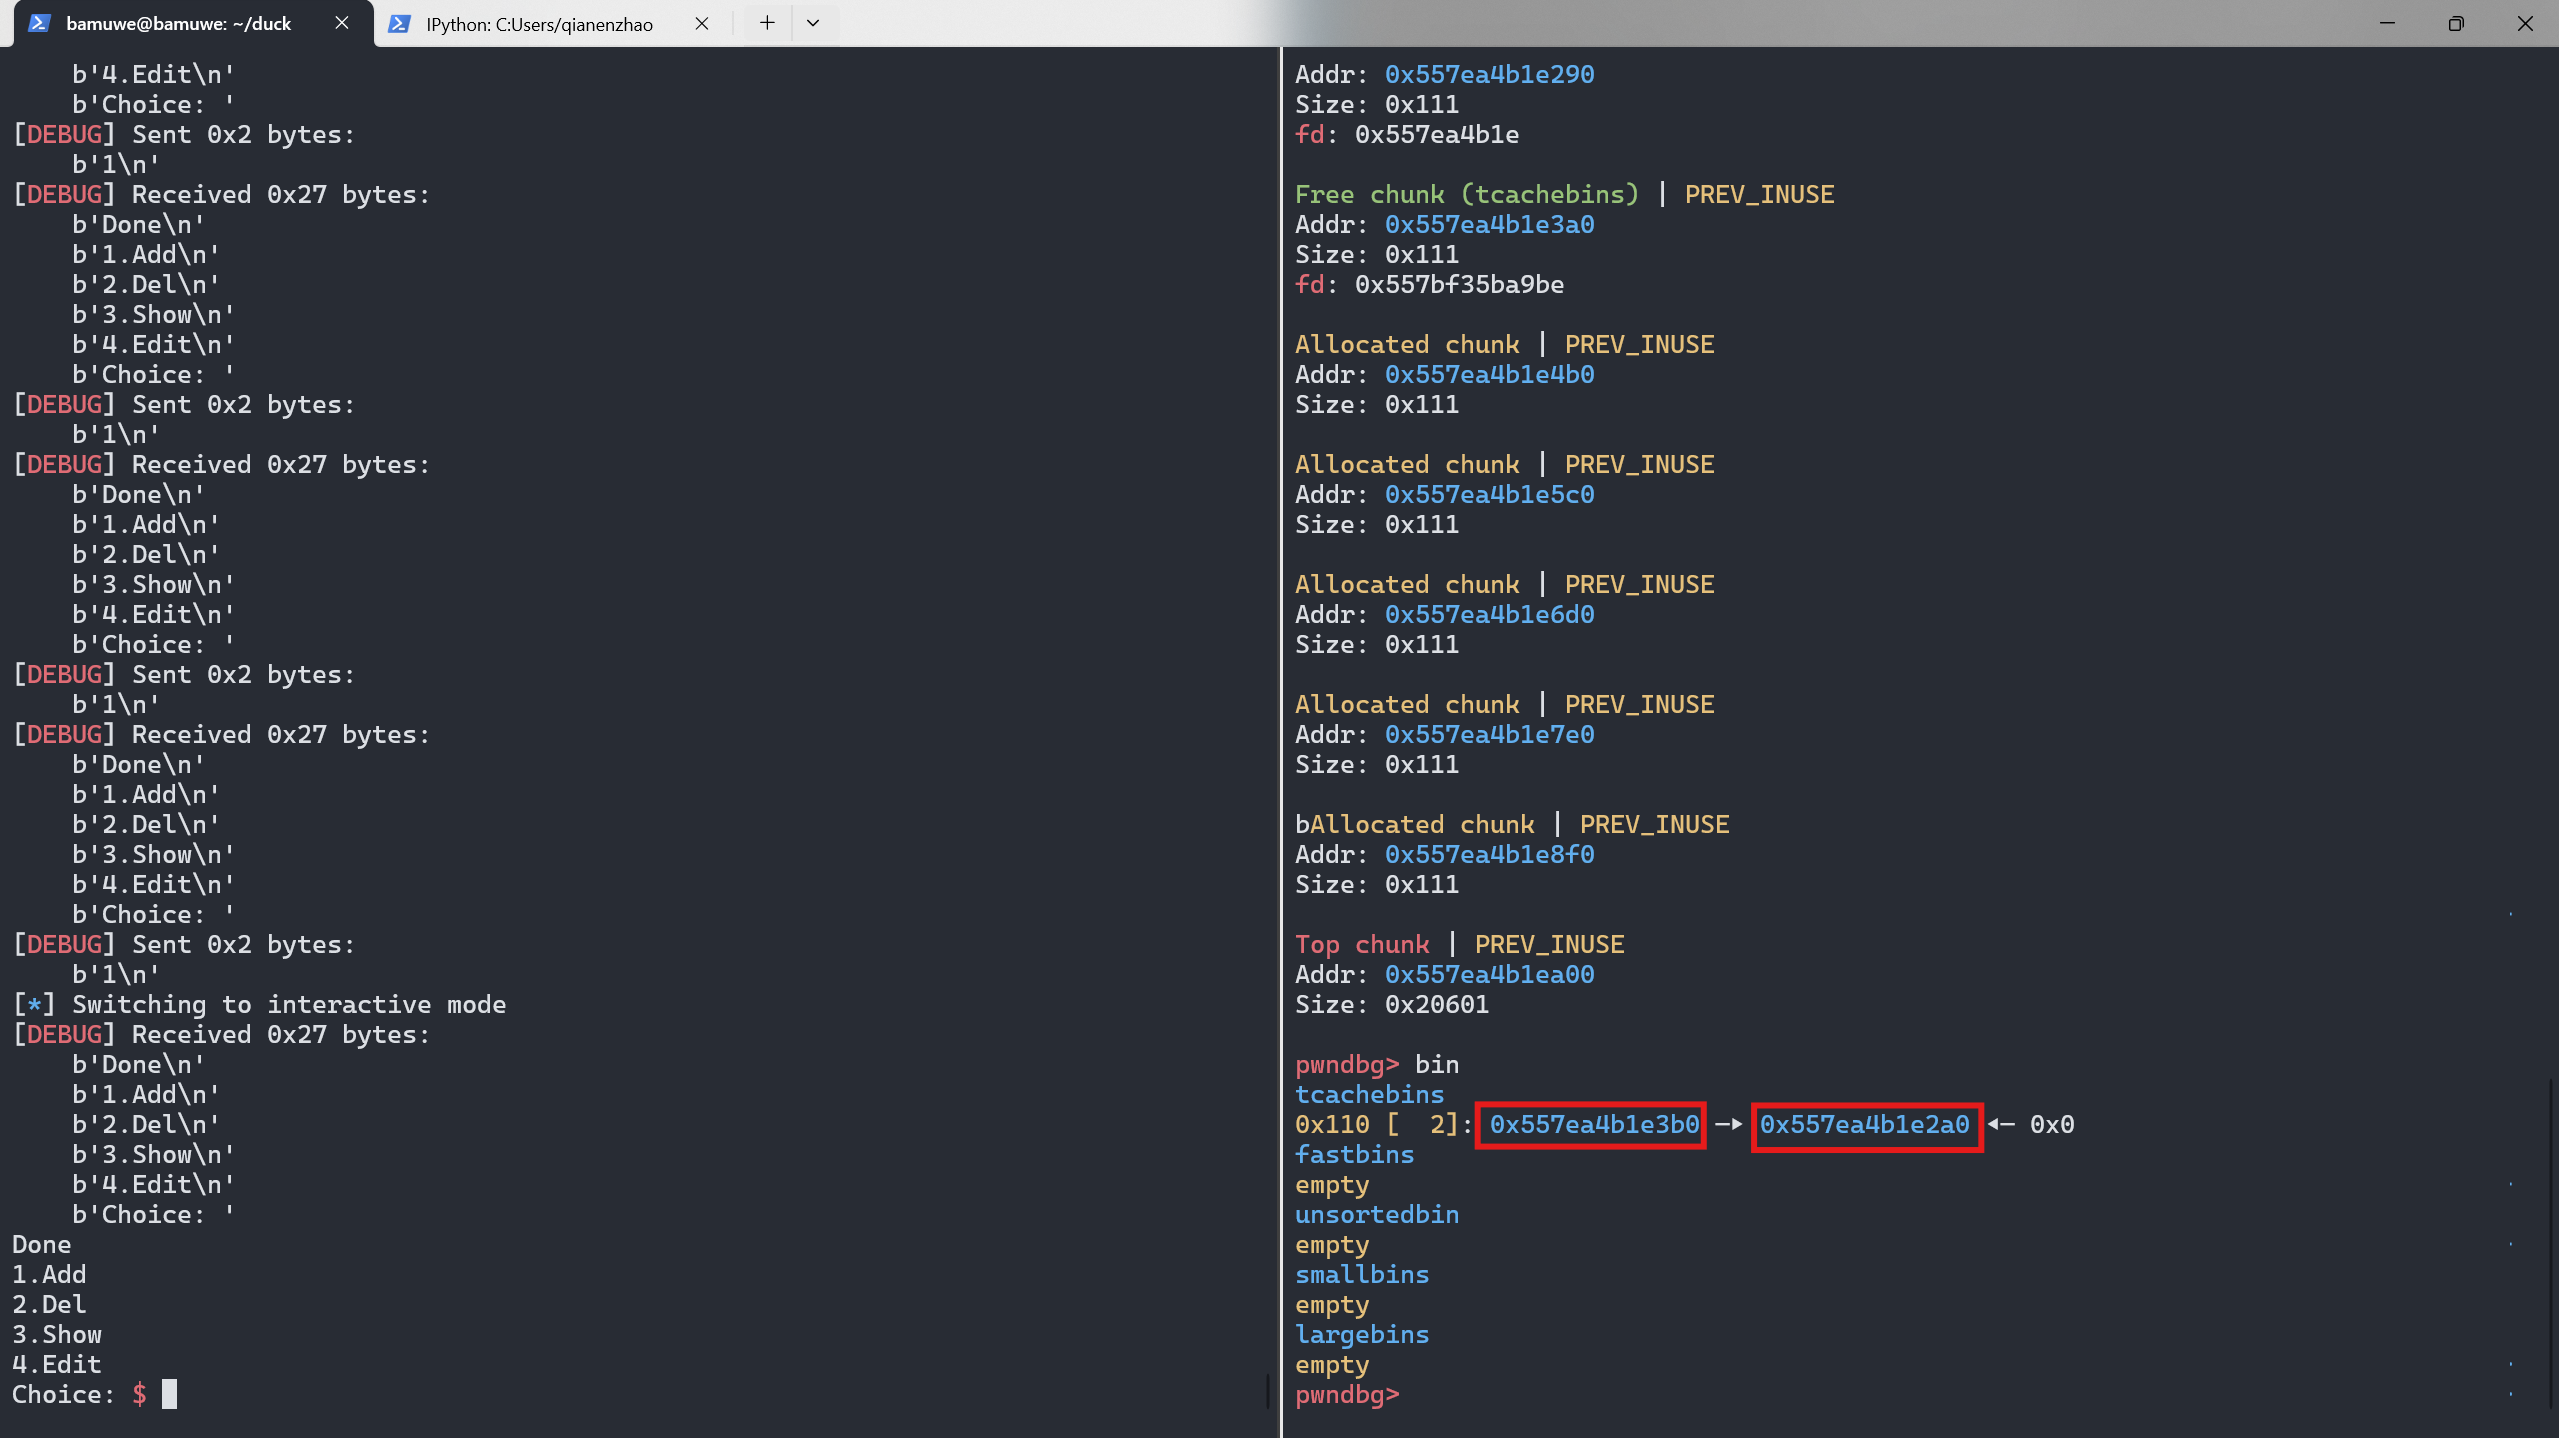 bamuwe@bamuwe: ~/duck
IPython: C:Users/qianenzhao
    b'4.Edit\n'
    b'Choice: '
[DEBUG] Sent 0x2 bytes:
    b'1\n'
[DEBUG] Received 0x27 bytes:
    b'Done\n'
    b'1.Add\n'
    b'2.Del\n'
    b'3.Show\n'
    b'4.Edit\n'
    b'Choice: '
[DEBUG] Sent 0x2 bytes:
    b'1\n'
[DEBUG] Received 0x27 bytes:
    b'Done\n'
    b'1.Add\n'
    b'2.Del\n'
    b'3.Show\n'
    b'4.Edit\n'
    b'Choice: '
[DEBUG] Sent 0x2 bytes:
    b'1\n'
[DEBUG] Received 0x27 bytes:
    b'Done\n'
    b'1.Add\n'
    b'2.Del\n'
    b'3.Show\n'
    b'4.Edit\n'
    b'Choice: '
[DEBUG] Sent 0x2 bytes:
    b'1\n'
[*] Switching to interactive mode
[DEBUG] Received 0x27 bytes:
    b'Done\n'
    b'1.Add\n'
    b'2.Del\n'
    b'3.Show\n'
    b'4.Edit\n'
    b'Choice: '
Done
1.Add
2.Del
3.Show
4.Edit
Choice: $
Addr: 0x557ea4b1e290
Size: 0x111
fd: 0x557ea4b1e
Free chunk (tcachebins) | PREV_INUSE
Addr: 0x557ea4b1e3a0
Size: 0x111
fd: 0x557bf35ba9be
Allocated chunk | PREV_INUSE
Addr: 0x557ea4b1e4b0
Size: 0x111
Allocated chunk | PREV_INUSE
Addr: 0x557ea4b1e5c0
Size: 0x111
Allocated chunk | PREV_INUSE
Addr: 0x557ea4b1e6d0
Size: 0x111
Allocated chunk | PREV_INUSE
Addr: 0x557ea4b1e7e0
Size: 0x111
bAllocated chunk | PREV_INUSE
Addr: 0x557ea4b1e8f0
Size: 0x111
Top chunk | PREV_INUSE
Addr: 0x557ea4b1ea00
Size: 0x20601
pwndbg> bin
tcachebins
0x110 [  2]: 0x557ea4b1e3b0 —▸ 0x557ea4b1e2a0 ◂— 0x0
fastbins
empty
unsortedbin
empty
smallbins
empty
largebins
empty
pwndbg>